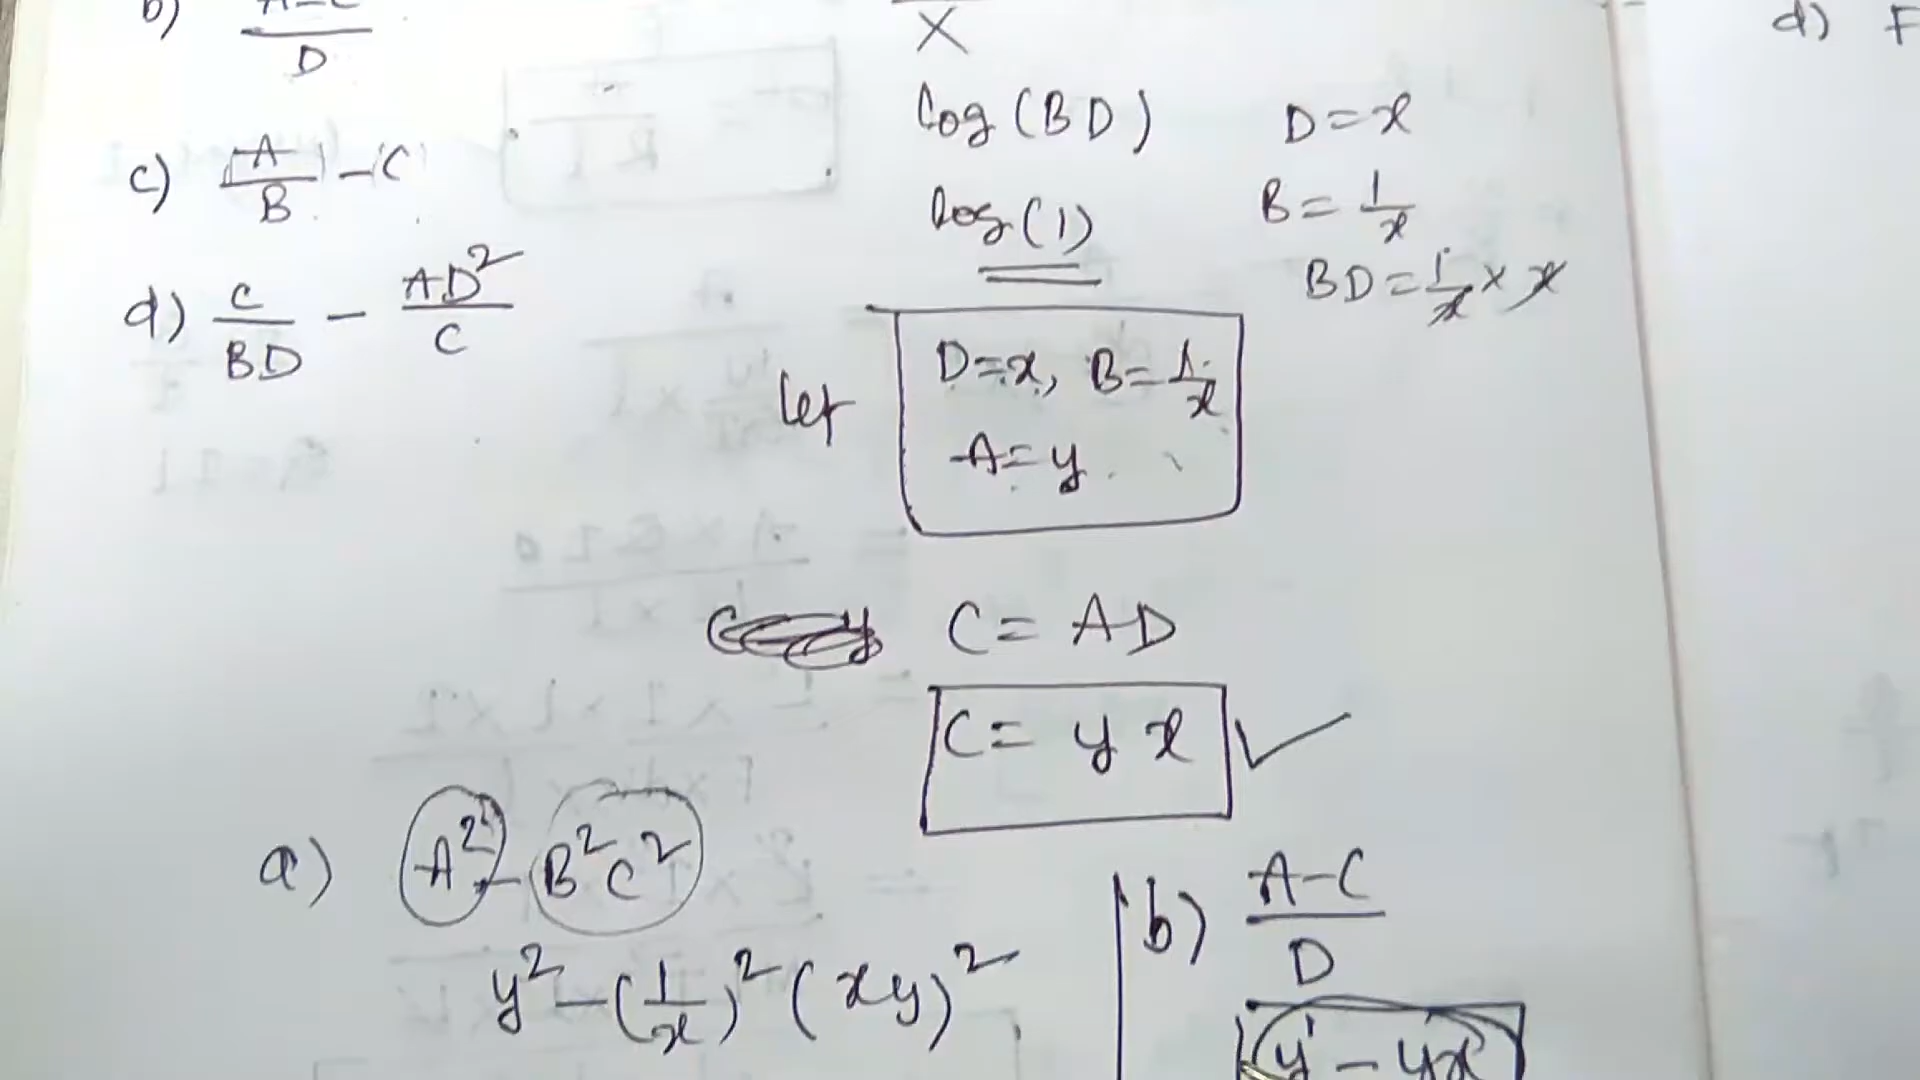 b) A-C / D
c) A/B - C
d) C/BD - AD²/C
X
log (BD)
log (1)
D = x
B = 1/x
BD = 1/x × x
let
D=x, B=1/x
A=y
C = AD
C = y x ✓
a) A² - B²C²
y² - (1/x)² (xy)²
b) A-C / D
y - yx
d) F